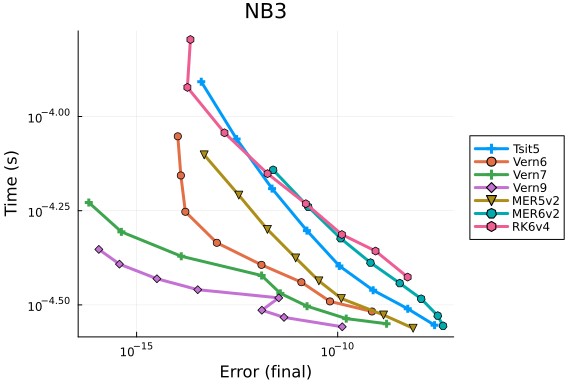 NB3
Time (s)
10^−4.00
10^−4.25
10^−4.50
10^−15
10^−10
Error (final)
Tsit5
Vern6
Vern7
Vern9
MER5v2
MER6v2
RK6v4